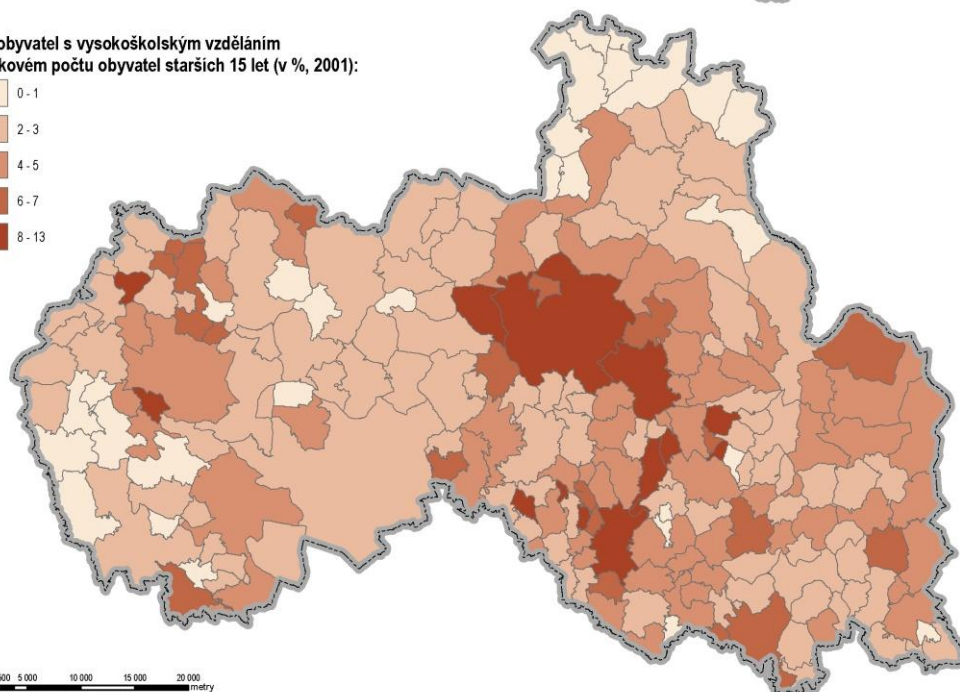 obyvatel s vysokoškolským vzděláním
kovém počtu obyvatel starších 15 let (v %, 2001):
0 - 1
2 - 3
4 - 5
6 - 7
8 - 13
500 5 000 10 000 15 000 20 000
metry